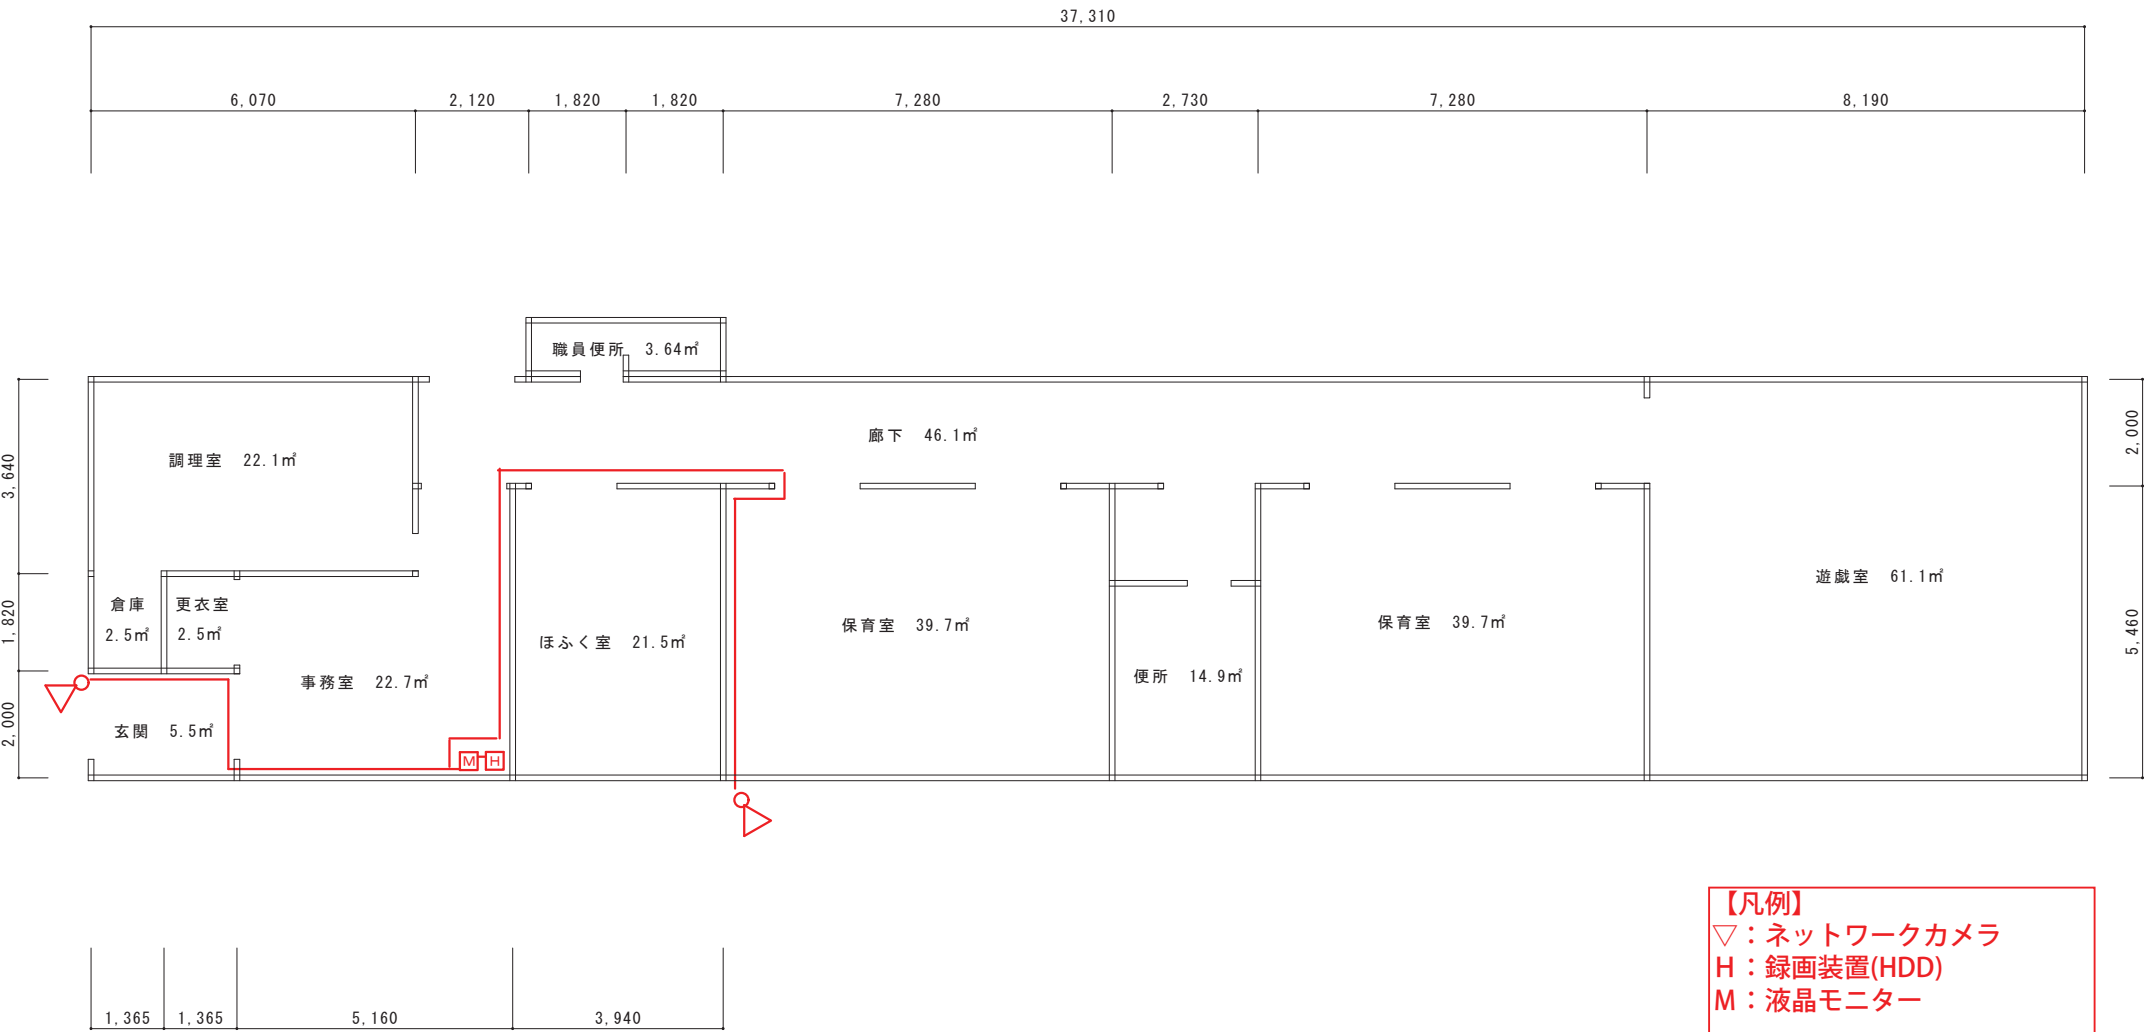 37,310
6,070
2,120
1,820
1,820
7,280
2,730
7,280
8,190
職員便所 3.64㎡
廊下 46.1㎡
調理室 22.1㎡
3,640
2,000
遊戯室 61.1㎡
倉庫
2.5㎡
更衣室
2.5㎡
1,820
保育室 39.7㎡
保育室 39.7㎡
5,460
ほふく室 21.5㎡
事務室 22.7㎡
便所 14.9㎡
玄関 5.5㎡
2,000
M
H
【凡例】
▽：ネットワークカメラ
H：録画装置(HDD)
M：液晶モニター
1,365
1,365
5,160
3,940